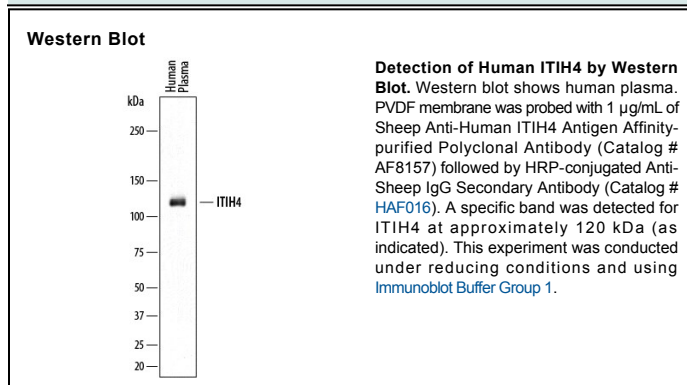 Western Blot
Human
Plasma
kDa
250
150
ITIH4
100
75
50
37
25
20
Detection of Human ITIH4 by Western
Blot. Western blot shows human plasma.
PVDF membrane was probed with 1 µg/mL of
Sheep Anti-Human ITIH4 Antigen Affinity-
purified Polyclonal Antibody (Catalog #
AF8157) followed by HRP-conjugated Anti-
Sheep IgG Secondary Antibody (Catalog #
HAF016). A specific band was detected for
ITIH4 at approximately 120 kDa (as
indicated). This experiment was conducted
under reducing conditions and using
Immunoblot Buffer Group 1.